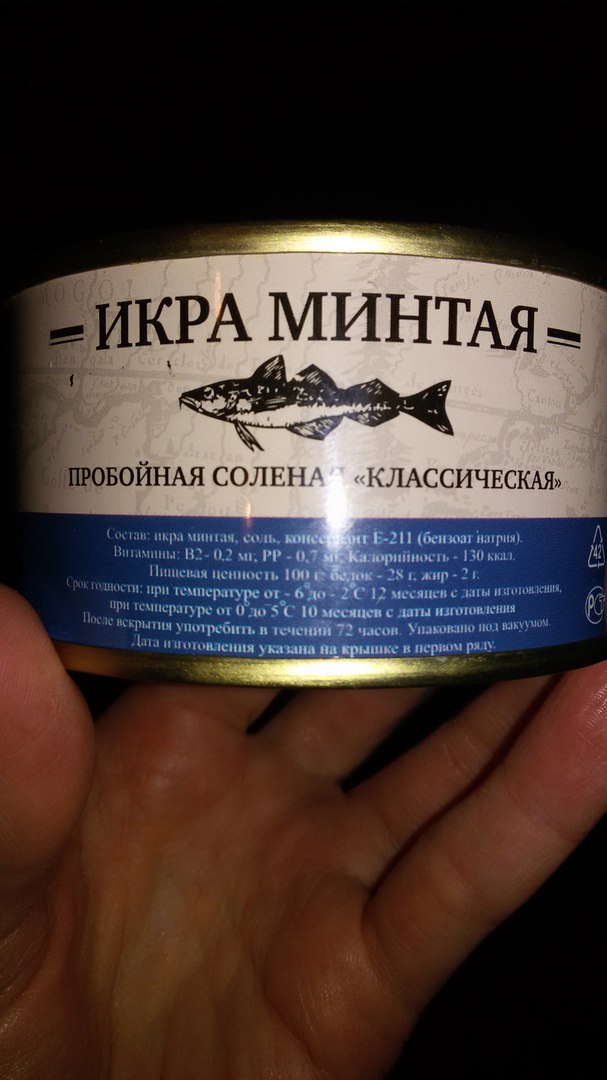 ИКРА МИНТАЯ
ПРОБОЙНАЯ СОЛЕНАЯ «КЛАССИЧЕСКАЯ»
Состав: икра минтая, соль, консервант Е-211 (бензоат натрия).
Витамины: В2- 0,2 мг, РР - 0,7 мг. Калорийность - 130 ккал.
Пищевая ценность 100 г: белок - 28 г, жир - 2 г.
Срок годности: при температуре от - 6°до - 2°С 12 месяцев с даты изготовления,
при температуре от 0°до 5°С 10 месяцев с даты изготовления
После вскрытия употребить в течении 72 часов. Упаковано под вакуумом.
Дата изготовления указана на крышке в первом ряду.
42